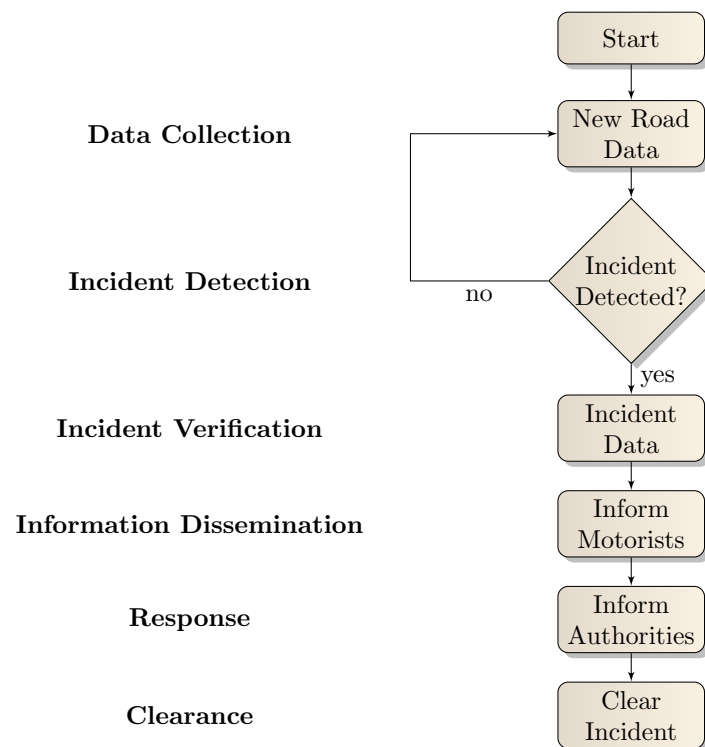 Start
Data Collection
New Road
Data
Incident Detection
Incident
Detected?
no
yes
Incident Verification
Incident
Data
Information Dissemination
Inform
Motorists
Response
Inform
Authorities
Clearance
Clear
Incident